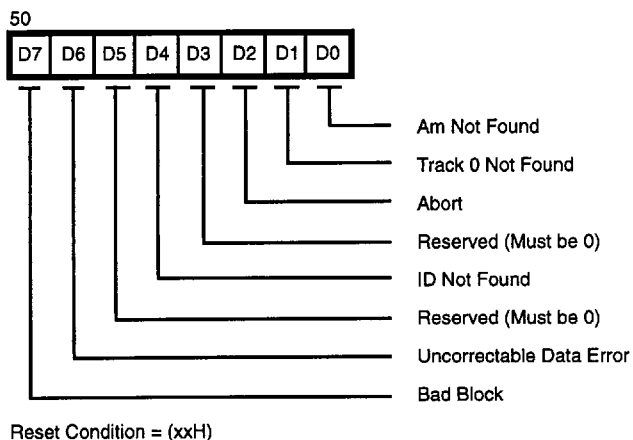 50
D7 D6 D5 D4 D3 D2 D1 D0
Am Not Found
Track 0 Not Found
Abort
Reserved (Must be 0)
ID Not Found
Reserved (Must be 0)
Uncorrectable Data Error
Bad Block
Reset Condition = (xxH)